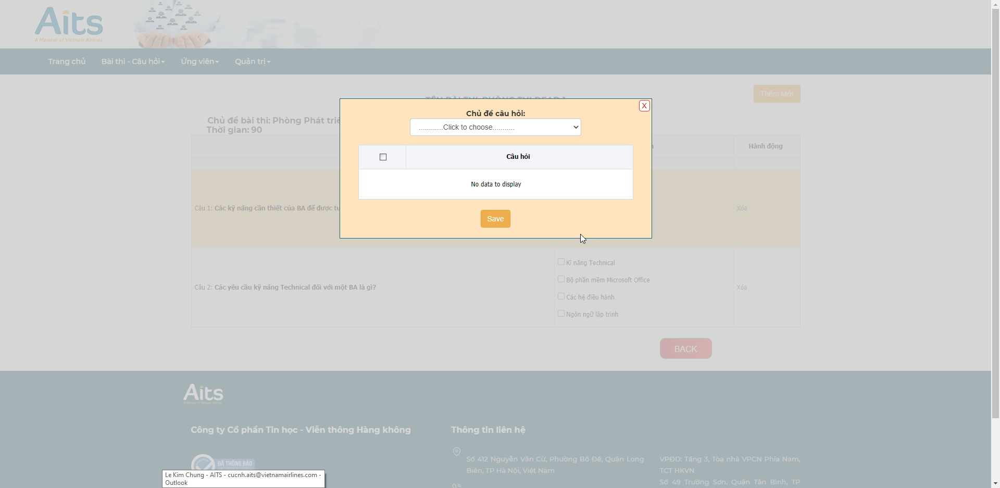 Aits
A Member of Vietnam Airlines
Trang chủ
Bài thi - Câu hỏi
Ứng viên
Quản trị
Thêm Mới
X
Chủ đề câu hỏi:
............Click to choose...........
Câu hỏi
No data to display
Save
Chủ đề bài thi: Phòng Phát
Thời gian: 90
Hành động
Câu 1: Các kỹ năng cần thiết của BA để được
Xóa
Câu 2: Các yêu cầu kỹ năng Technical đối với một BA là gì?
Kĩ năng Technical
Bộ phần mềm Microsoft Office
Các hệ điều hành
Ngôn ngữ lập trình
Xóa
BACK
Aits
Công ty Cổ phần Tin học - Viễn thông Hàng không
ĐÃ THÔNG BÁO
Thông tin liên hệ
Số 412 Nguyễn Văn Cừ, Phường Bồ Đề, Quận Long
Biên, TP Hà Nội, Việt Nam
VPĐD: Tầng 3, Tòa nhà VPCN Phía Nam,
TCT HKVN
Số 49 Trường Sơn, Quận Tân Bình, TP
Le Kim Chung - AITS - cucnh.aits@vietnamairlines.com -
Outlook